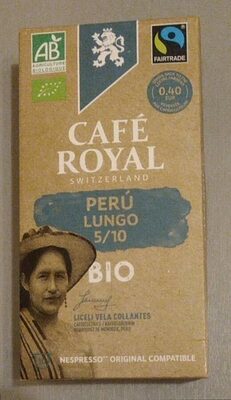 AB
AGRICULTURE
BIOLOGIQUE
FAIRTRADE
0,40
EUR
CAFÉ
ROYAL
SWITZERLAND
PERÚ
LUNGO
5/10
BIO
LICELI VELA COLLANTES
NESPRESSO** ORIGINAL COMPATIBLE